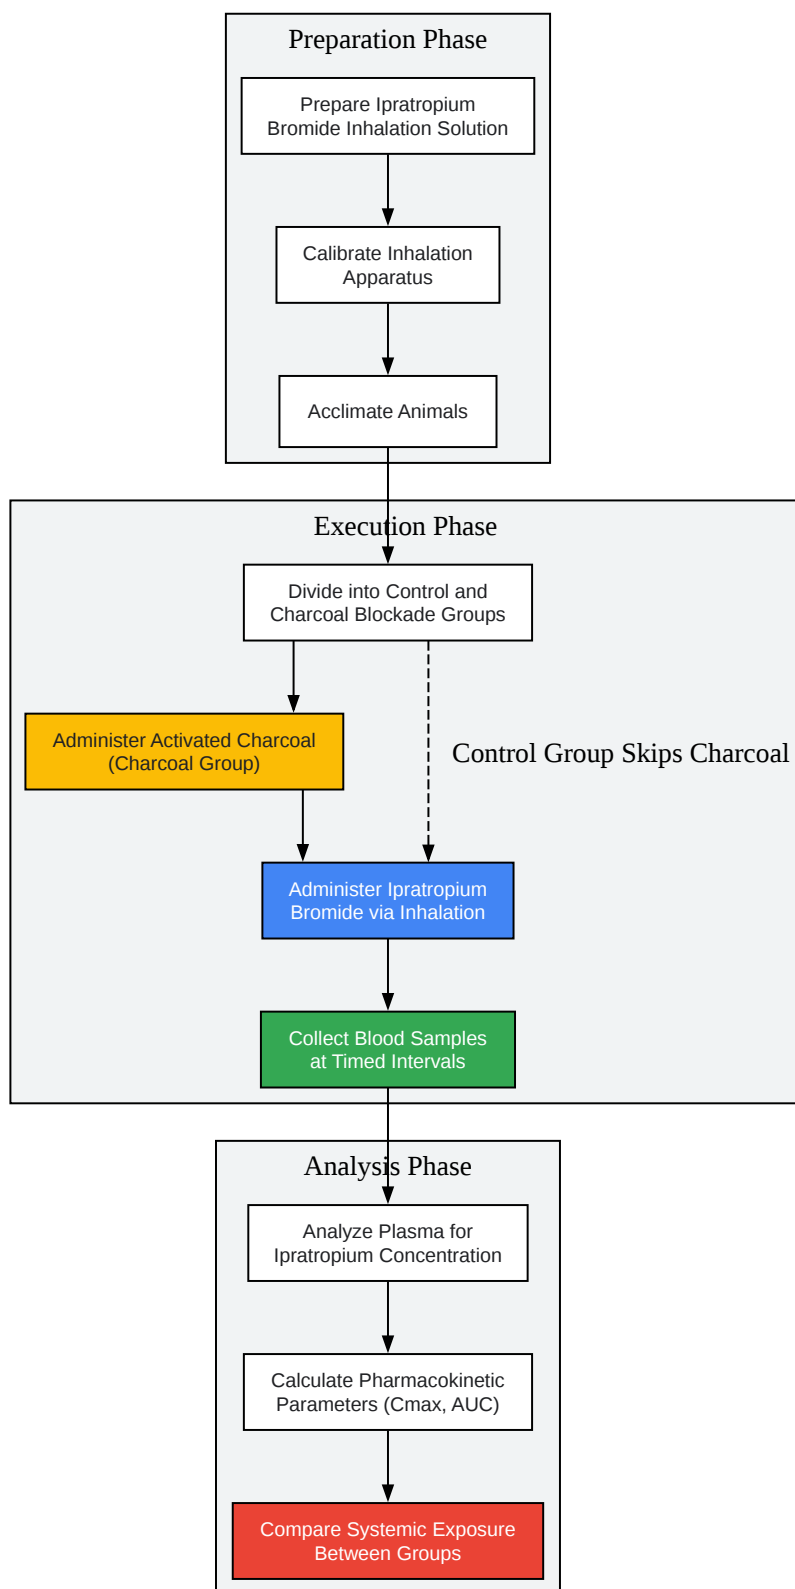 Preparation Phase
Prepare Ipratropium
Bromide Inhalation Solution
Calibrate Inhalation
Apparatus
Acclimate Animals
Execution Phase
Divide into Control and
Charcoal Blockade Groups
Administer Activated Charcoal
(Charcoal Group)
Control Group Skips Charcoal
Administer Ipratropium
Bromide via Inhalation
Collect Blood Samples
at Timed Intervals
Analysis Phase
Analyze Plasma for
Ipratropium Concentration
Calculate Pharmacokinetic
Parameters (Cmax, AUC)
Compare Systemic Exposure
Between Groups